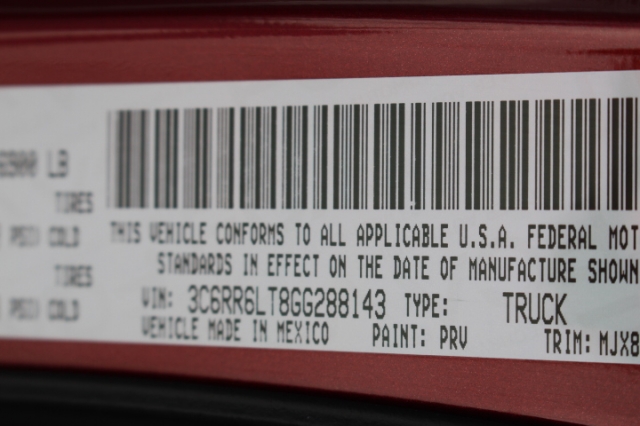 6900 LB
TIRES
PSI) COLD
TIRES
PSI) COLD
THIS VEHICLE CONFORMS TO ALL APPLICABLE U.S.A. FEDERAL MOT
STANDARDS IN EFFECT ON THE DATE OF MANUFACTURE SHOWN
VIN: 3C6RR6LT8GG288143 TYPE: TRUCK
VEHICLE MADE IN MEXICO PAINT: PRV TRIM: MJX8